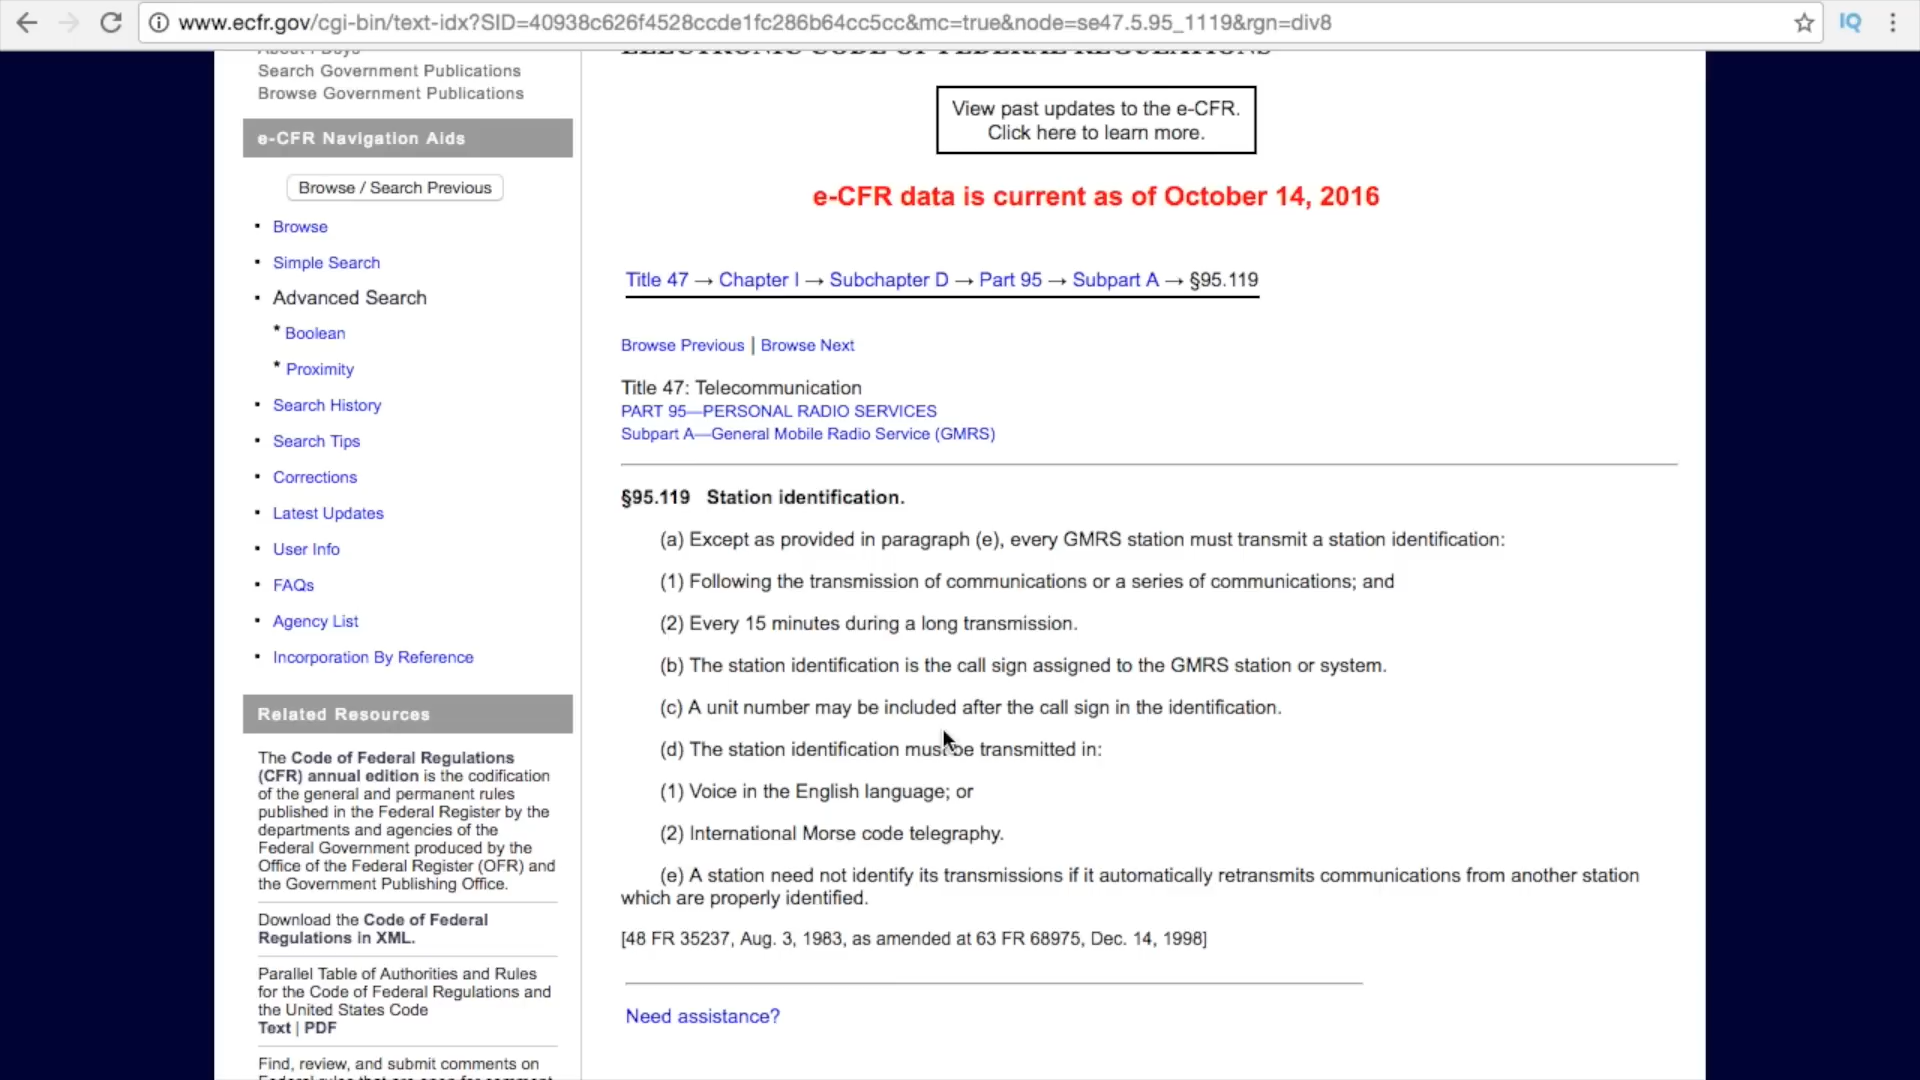 www.ecfr.gov/cgi-bin/text-idx?SID=40938c626f4528ccde1fc286b64cc5cc&mc=true&node=se47.5.95_1119&rgn=div8
IQ
Search Government Publications
Browse Government Publications
e-CFR Navigation Aids
Browse / Search Previous
Browse
Simple Search
Advanced Search
* Boolean
* Proximity
Search History
Search Tips
Corrections
Latest Updates
User Info
FAQs
Agency List
Incorporation By Reference
Related Resources
The Code of Federal Regulations
(CFR) annual edition is the codification
of the general and permanent rules
published in the Federal Register by the
departments and agencies of the
Federal Government produced by the
Office of the Federal Register (OFR) and
the Government Publishing Office.
Download the Code of Federal
Regulations in XML.
Parallel Table of Authorities and Rules
for the Code of Federal Regulations and
the United States Code
Text | PDF
Find, review, and submit comments on
ELECTRONIC CODE OF FEDERAL REGULATIONS
View past updates to the e-CFR.
Click here to learn more.
e-CFR data is current as of October 14, 2016
Title 47 → Chapter I → Subchapter D → Part 95 → Subpart A → §95.119
Browse Previous | Browse Next
Title 47: Telecommunication
PART 95—PERSONAL RADIO SERVICES
Subpart A—General Mobile Radio Service (GMRS)
§95.119 Station identification.
(a) Except as provided in paragraph (e), every GMRS station must transmit a station identification:
(1) Following the transmission of communications or a series of communications; and
(2) Every 15 minutes during a long transmission.
(b) The station identification is the call sign assigned to the GMRS station or system.
(c) A unit number may be included after the call sign in the identification.
(d) The station identification must be transmitted in:
(1) Voice in the English language; or
(2) International Morse code telegraphy.
(e) A station need not identify its transmissions if it automatically retransmits communications from another station
which are properly identified.
[48 FR 35237, Aug. 3, 1983, as amended at 63 FR 68975, Dec. 14, 1998]
Need assistance?